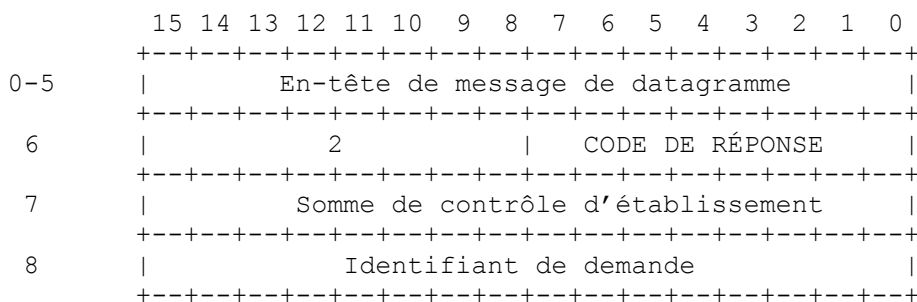 15 14 13 12 11 10 9 8 7 6 5 4 3 2 1 0
+--+--+--+--+--+--+--+--+--+--+--+--+--+--+--+--+
0-5 | En-tête de message de datagramme |
+--+--+--+--+--+--+--+--+--+--+--+--+--+--+--+--+
6 | 2 | CODE DE RÉPONSE |
+--+--+--+--+--+--+--+--+--+--+--+--+--+--+--+--+
7 | Somme de contrôle d’établissement |
+--+--+--+--+--+--+--+--+--+--+--+--+--+--+--+--+
8 | Identifiant de demande |
+--+--+--+--+--+--+--+--+--+--+--+--+--+--+--+--+